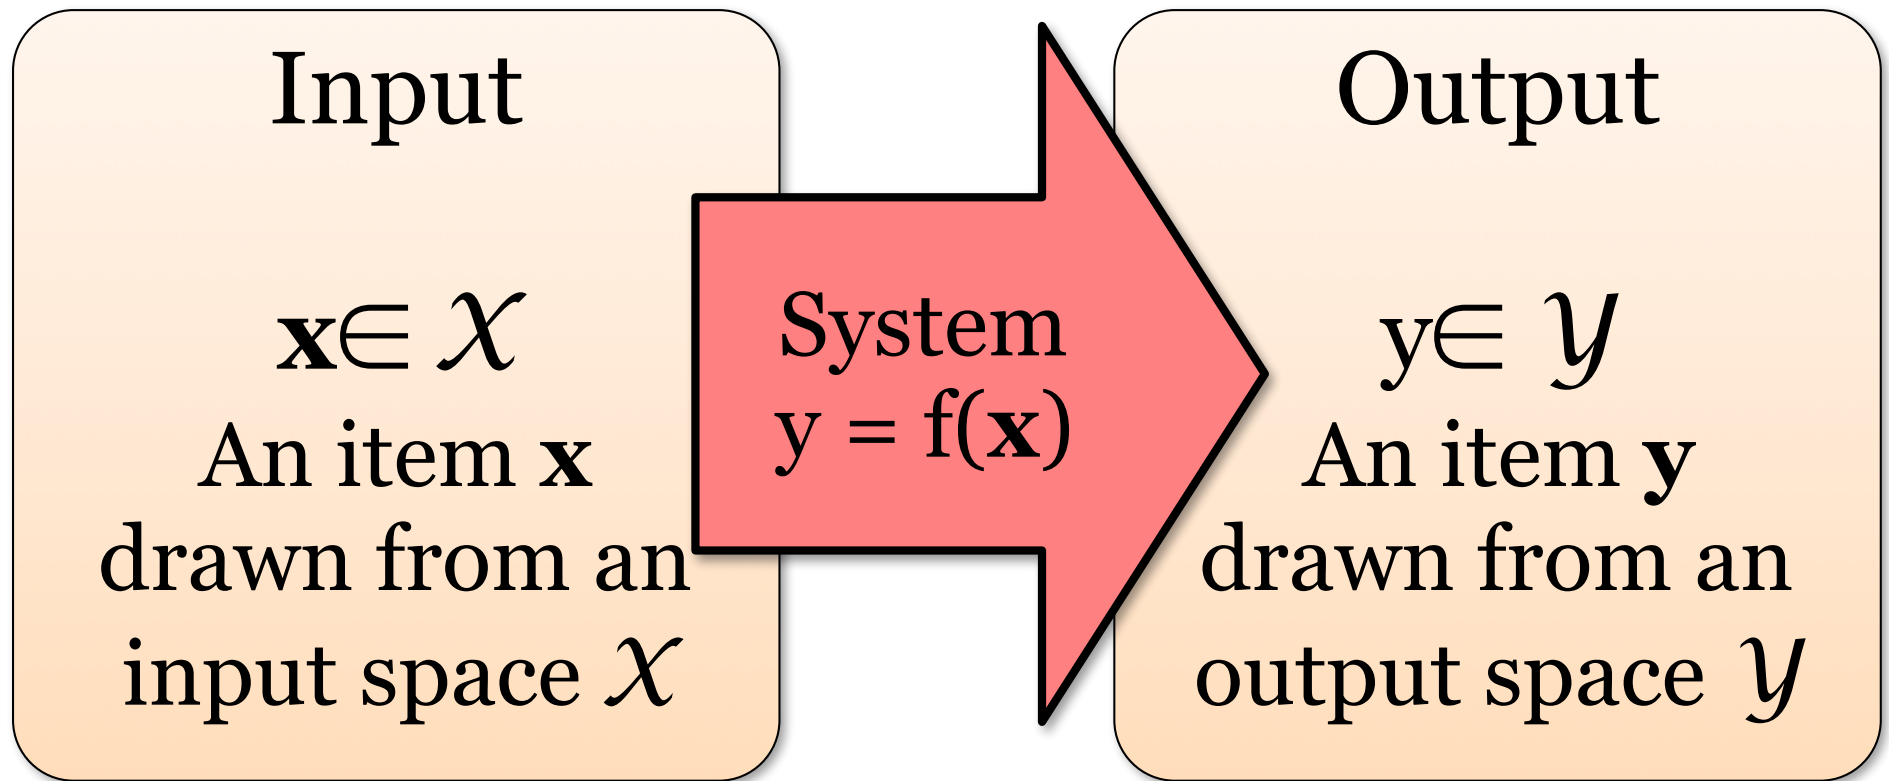 Input
x∈ 𝒳
An item x
drawn from an
input space 𝒳
System
y = f(x)
Output
y∈ 𝒴
An item y
drawn from an
output space 𝒴